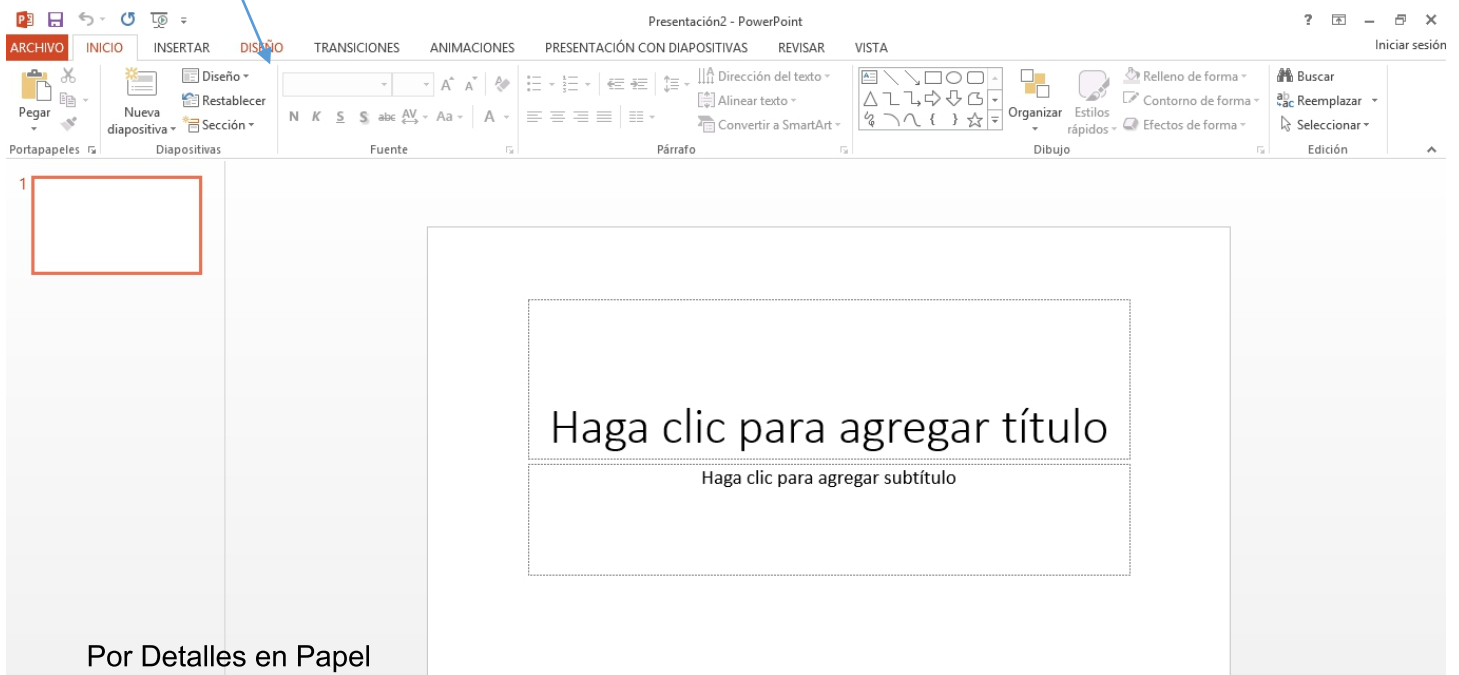 Presentación2 - PowerPoint
?
ARCHIVO INICIO INSERTAR DISEÑO TRANSICIONES ANIMACIONES PRESENTACIÓN CON DIAPOSITIVAS REVISAR VISTA Iniciar sesión
Pegar
Nueva diapositiva
Diseño
Restablecer
Sección
N K S S abc AV Aa A
A A
Dirección del texto
Alinear texto
Convertir a SmartArt
Organizar
Estilos rápidos
Relleno de forma
Contorno de forma
Efectos de forma
Buscar
Reemplazar
Seleccionar
Portapapeles Diapositivas Fuente Párrafo Dibujo Edición
1
Haga clic para agregar título
Haga clic para agregar subtítulo
Por Detalles en Papel